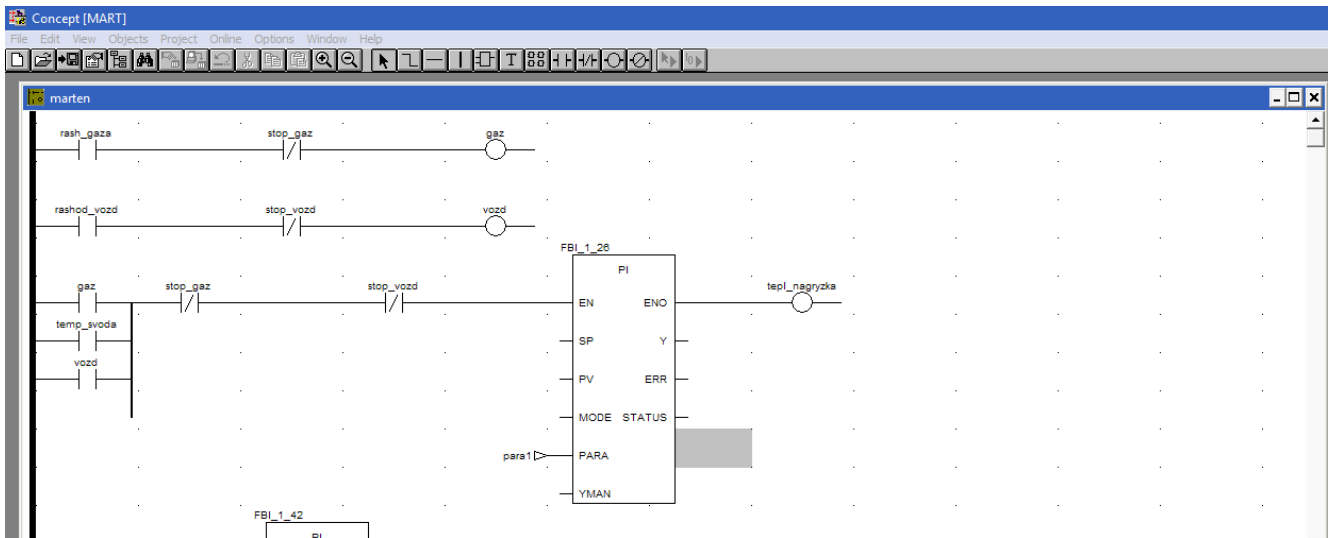 Concept [MART]
File Edit View Objects Project Online Options Window Help
marten
rash_gaza stop_gaz gaz
rashod_vozd stop_vozd vozd
FBI_1_26
PI
gaz stop_gaz stop_vozd EN ENO tepl_nagryzka
temp_svoda SP Y
vozd PV ERR
MODE STATUS
para1 PARA
YMAN
FBI_1_42
PI